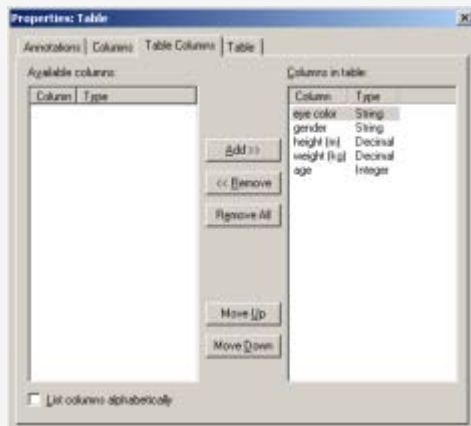 Properties: Table
Annotations Columns Table Columns Table
Available columns:
Column Type
Add >>
<< Remove
Remove All
Move Up
Move Down
List columns alphabetically
Columns in table:
Column Type
eye color String
gender String
height (m) Decimal
weight (kg) Decimal
age Integer